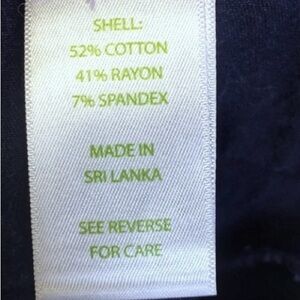 SHELL:
52% COTTON
41% RAYON
7% SPANDEX
MADE IN
SRI LANKA
SEE REVERSE
FOR CARE